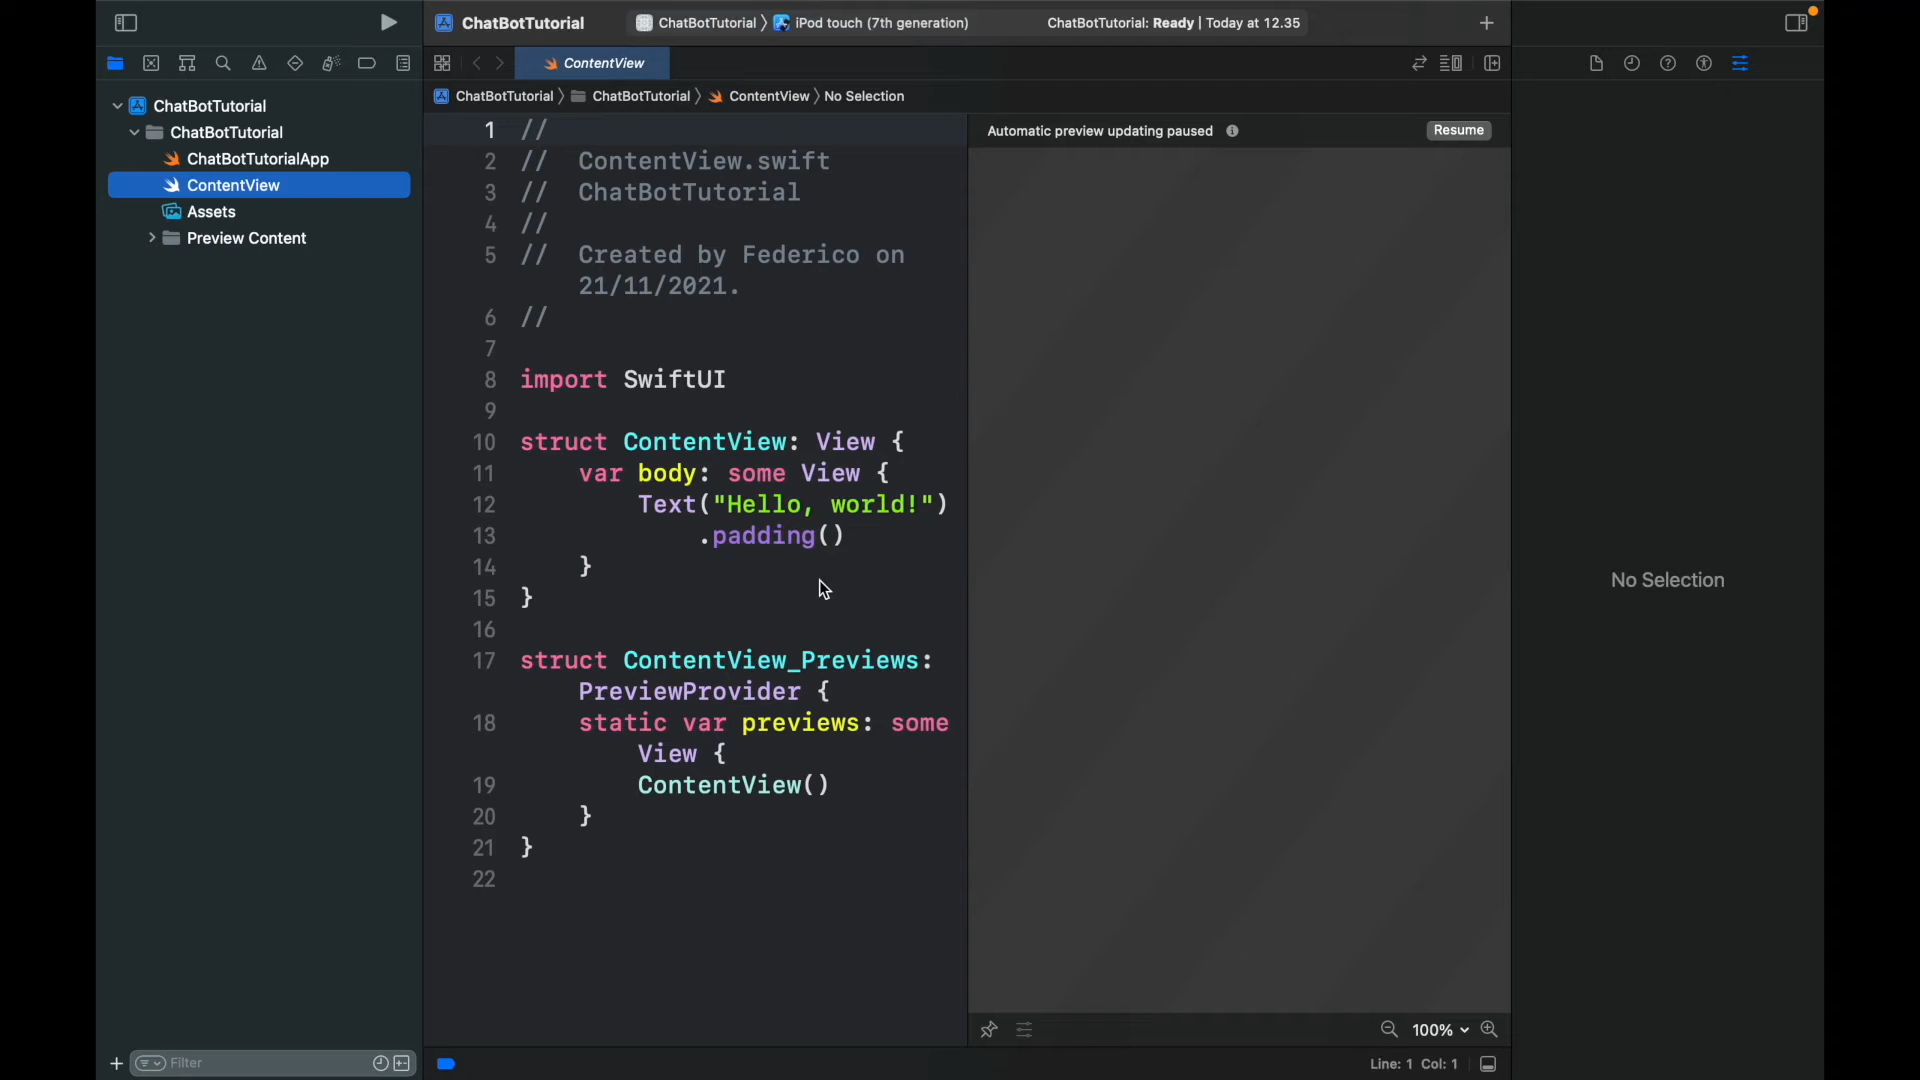 ChatBotTutorial
ChatBotTutorial 〉 iPod touch (7th generation)
ChatBotTutorial: Ready | Today at 12.35
ContentView
ChatBotTutorial
ChatBotTutorial
ChatBotTutorialApp
ContentView
Assets
Preview Content
ChatBotTutorial 〉 ChatBotTutorial 〉 ContentView 〉 No Selection
1 //
2 //  ContentView.swift
3 //  ChatBotTutorial
4 //
5 //  Created by Federico on
21/11/2021.
6 //
7
8 import SwiftUI
9
10 struct ContentView: View {
11     var body: some View {
12         Text("Hello, world!")
13             .padding()
14     }
15 }
16
17 struct ContentView_Previews:
PreviewProvider {
18     static var previews: some
View {
19         ContentView()
20     }
21 }
22
Automatic preview updating paused
Resume
No Selection
100%
Filter
Line: 1 Col: 1